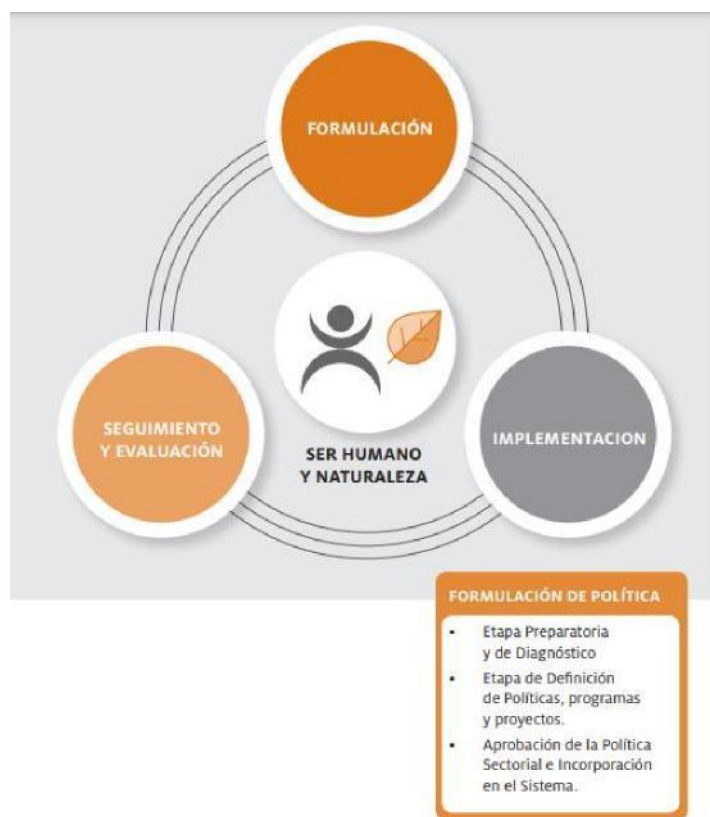 FORMULACIÓN
SEGUIMIENTO
Y EVALUACIÓN
IMPLEMENTACION
SER HUMANO
Y NATURALEZA
FORMULACIÓN DE POLÍTICA
• Etapa Preparatoria
y de Diagnóstico
• Etapa de Definición
de Políticas, programas
y proyectos.
• Aprobación de la Política
Sectorial e Incorporación
en el Sistema.